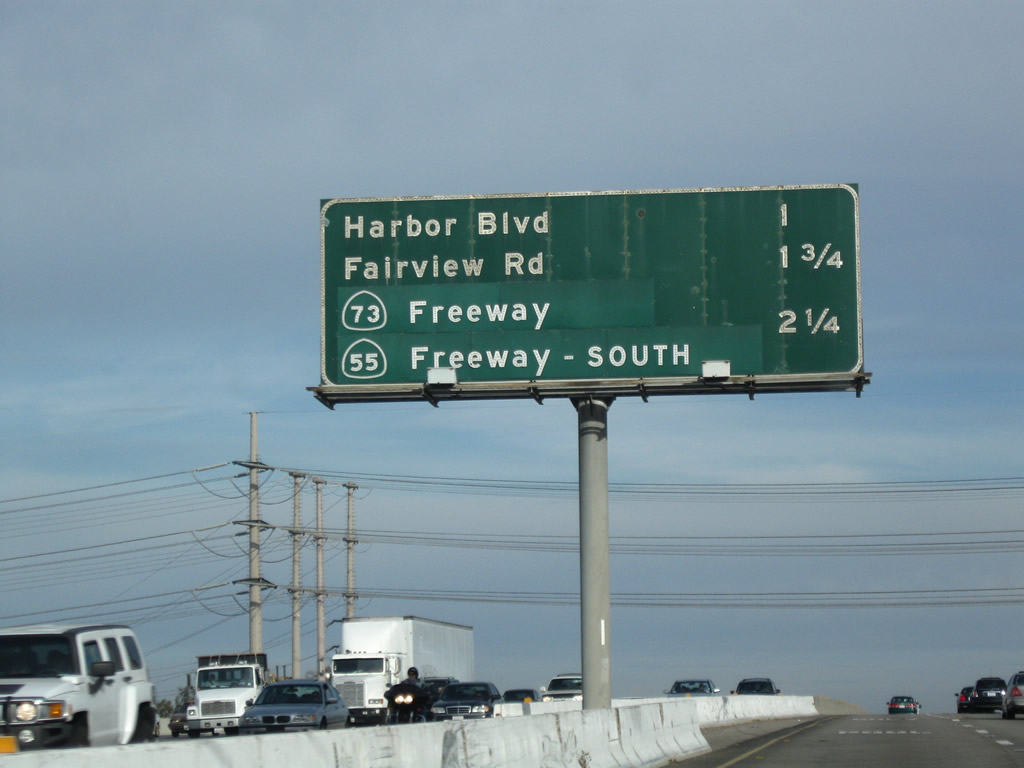 Harbor Blvd 1
Fairview Rd 1 3/4
73 Freeway 2 1/4
55 Freeway - SOUTH